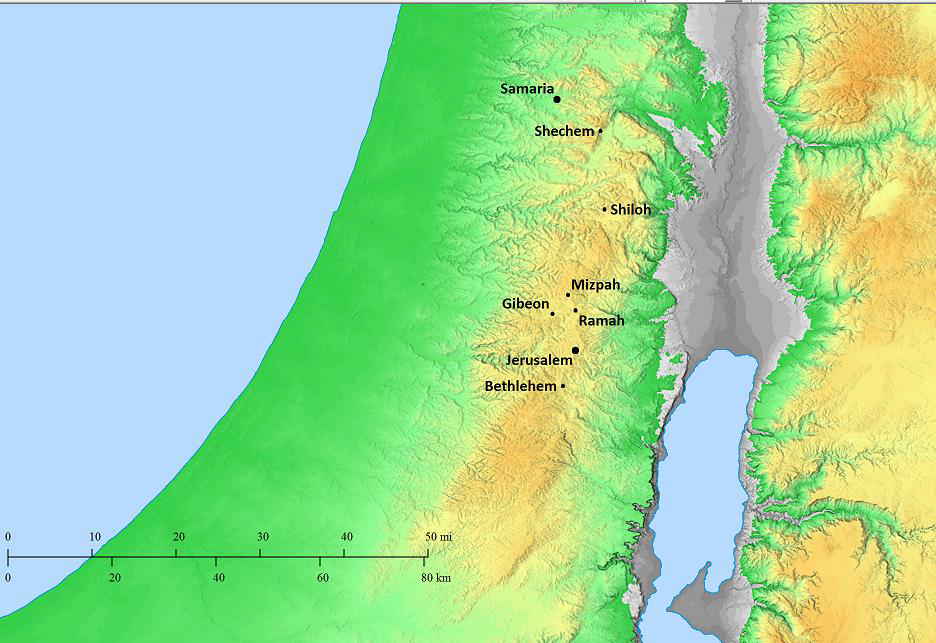 Samaria
Shechem
Shiloh
Mizpah
Gibeon
Ramah
Jerusalem
Bethlehem
0 10 20 30 40 50 mi
0 20 40 60 80 km